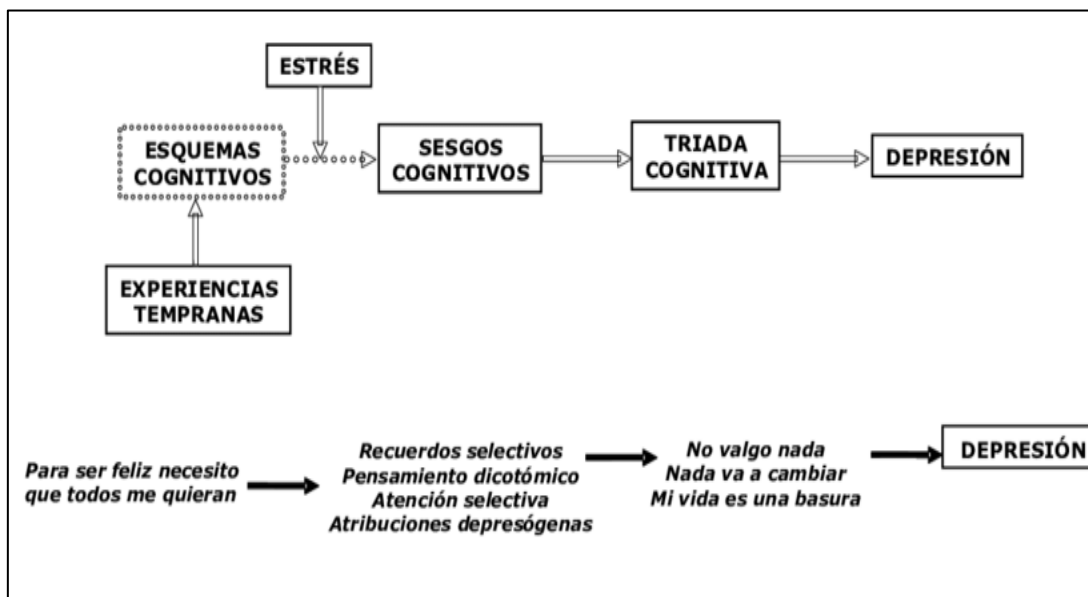 ESTRÉS
ESQUEMAS
COGNITIVOS
SESGOS
COGNITIVOS
TRIADA
COGNITIVA
DEPRESIÓN
EXPERIENCIAS
TEMPRANAS
Para ser feliz necesito
que todos me quieran
Recuerdos selectivos
Pensamiento dicotómico
Atención selectiva
Atribuciones depresógenas
No valgo nada
Nada va a cambiar
Mi vida es una basura
DEPRESIÓN